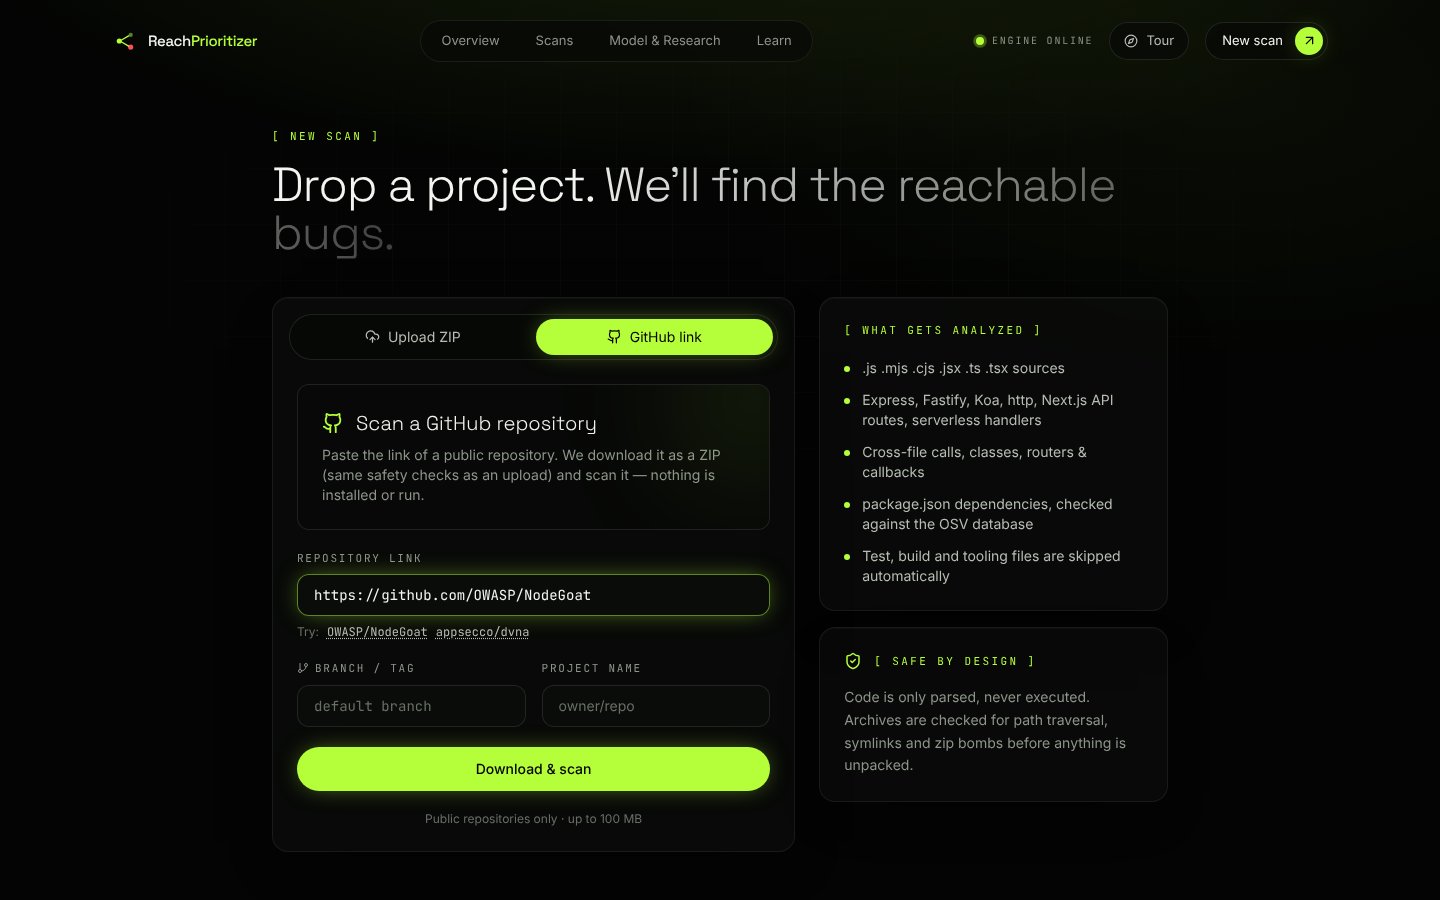 ReachPrioritizer
Overview
Scans
Model & Research
Learn
ENGINE ONLINE
Tour
New scan
[ NEW SCAN ]
Drop a project. We’ll find the reachable
bugs.
Upload ZIP
GitHub link
Scan a GitHub repository
Paste the link of a public repository. We download it as a ZIP
(same safety checks as an upload) and scan it — nothing is
installed or run.
REPOSITORY LINK
https://github.com/OWASP/NodeGoat
Try: OWASP/NodeGoat appsecco/dvna
BRANCH / TAG
PROJECT NAME
default branch
owner/repo
Download & scan
Public repositories only · up to 100 MB
[ WHAT GETS ANALYZED ]
.js .mjs .cjs .jsx .ts .tsx sources
Express, Fastify, Koa, http, Next.js API
routes, serverless handlers
Cross-file calls, classes, routers &
callbacks
package.json dependencies, checked
against the OSV database
Test, build and tooling files are skipped
automatically
[ SAFE BY DESIGN ]
Code is only parsed, never executed.
Archives are checked for path traversal,
symlinks and zip bombs before anything is
unpacked.